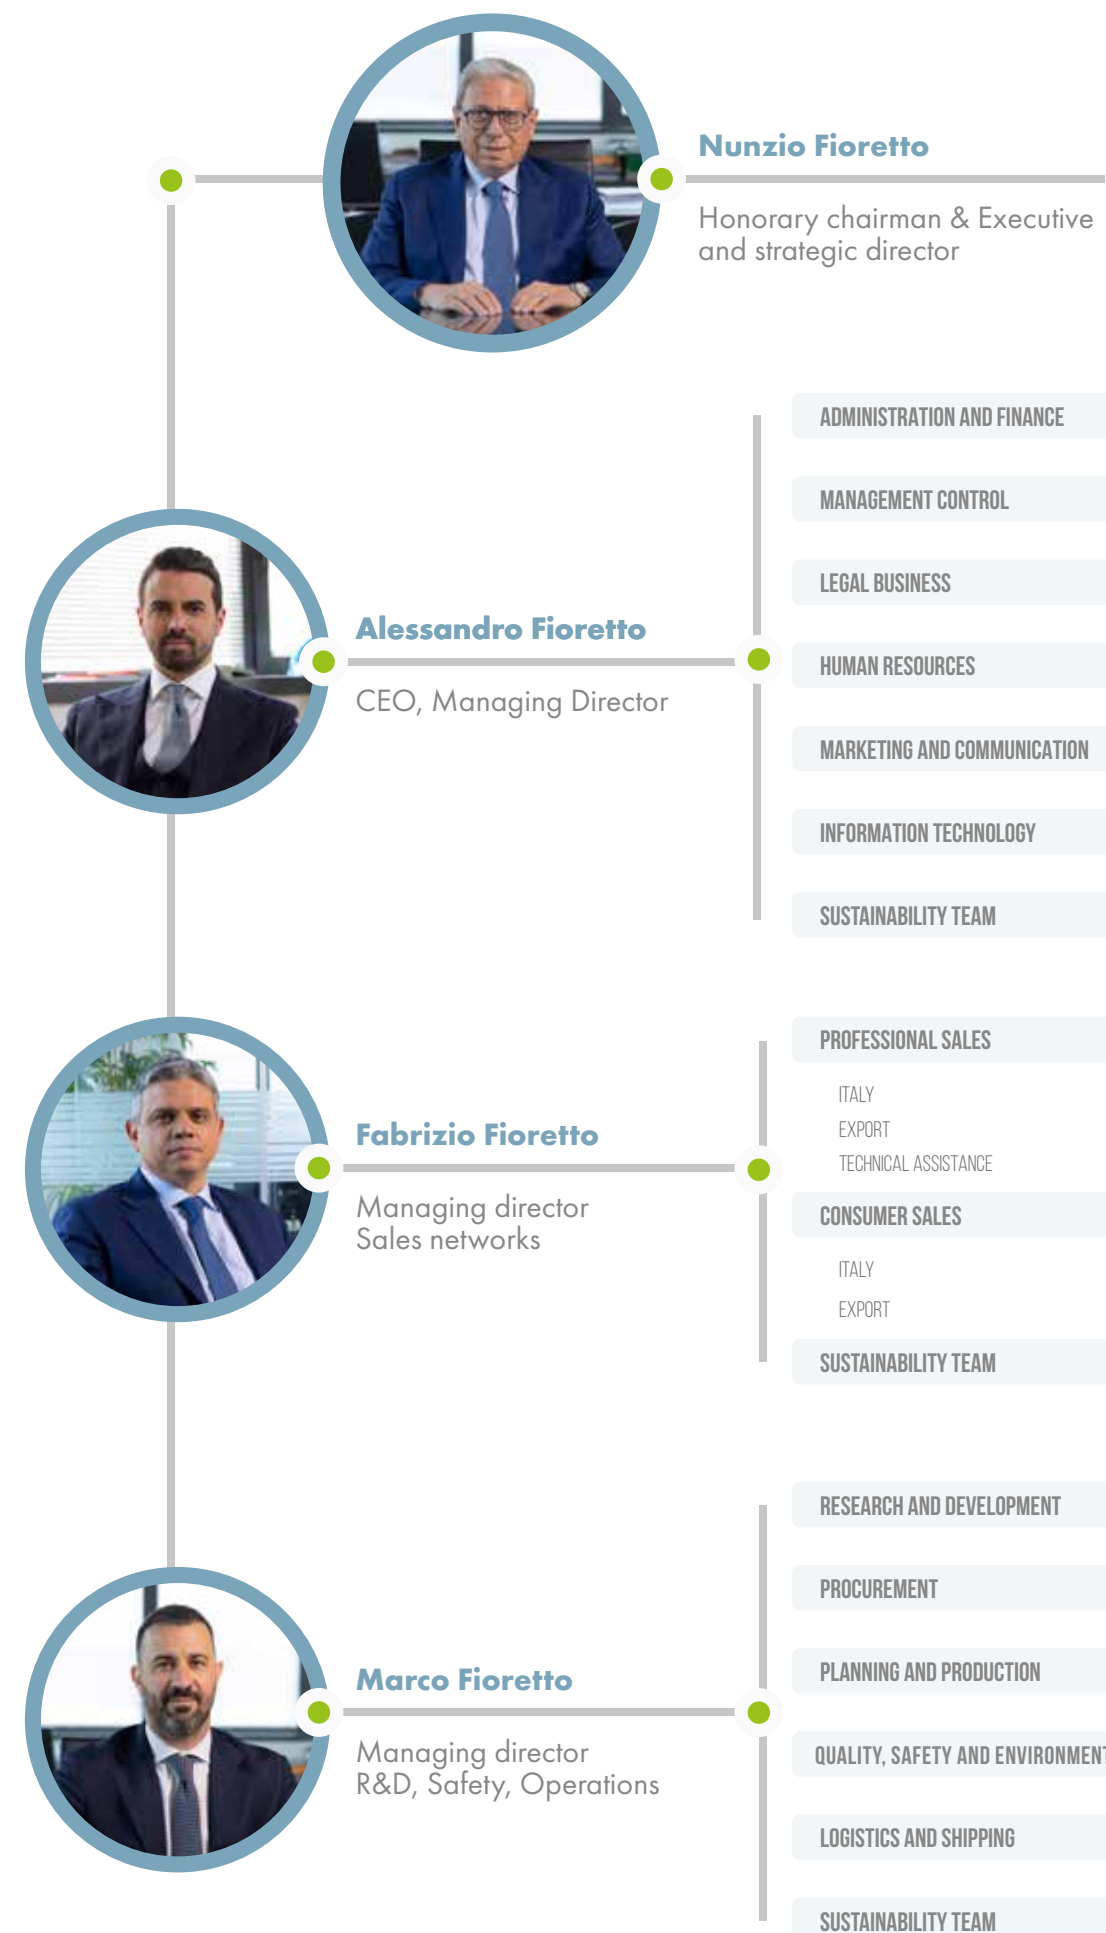 Nunzio Fioretto
Honorary chairman & Executive
and strategic director
ADMINISTRATION AND FINANCE
MANAGEMENT CONTROL
LEGAL BUSINESS
HUMAN RESOURCES
MARKETING AND COMMUNICATION
INFORMATION TECHNOLOGY
SUSTAINABILITY TEAM
Alessandro Fioretto
CEO, Managing Director
PROFESSIONAL SALES
ITALY
EXPORT
TECHNICAL ASSISTANCE
CONSUMER SALES
ITALY
EXPORT
SUSTAINABILITY TEAM
Fabrizio Fioretto
Managing director
Sales networks
RESEARCH AND DEVELOPMENT
PROCUREMENT
PLANNING AND PRODUCTION
QUALITY, SAFETY AND ENVIRONMENT
LOGISTICS AND SHIPPING
SUSTAINABILITY TEAM
Marco Fioretto
Managing director
R&D, Safety, Operations